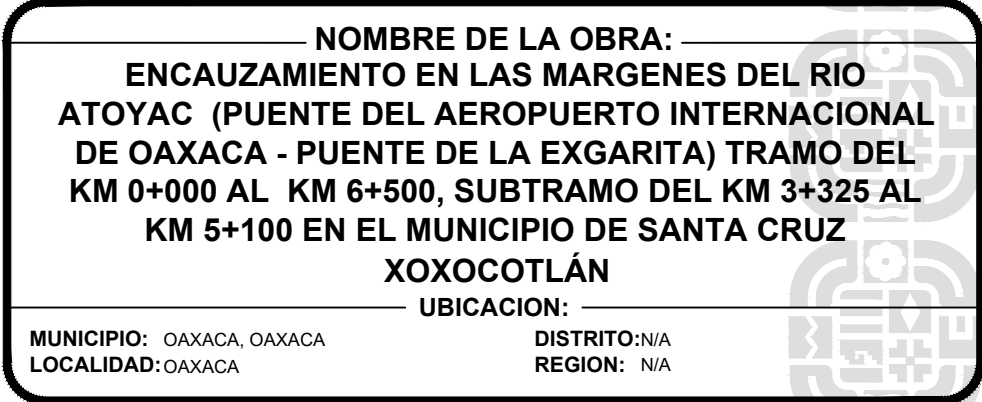 NOMBRE DE LA OBRA:
ENCAUZAMIENTO EN LAS MARGENES DEL RIO
ATOYAC (PUENTE DEL AEROPUERTO INTERNACIONAL
DE OAXACA - PUENTE DE LA EXGARITA) TRAMO DEL
KM 0+000 AL KM 6+500, SUBTRAMO DEL KM 3+325 AL
KM 5+100 EN EL MUNICIPIO DE SANTA CRUZ
XOXOCOTLÁN
UBICACION:
MUNICIPIO: OAXACA, OAXACA DISTRITO:N/A
LOCALIDAD: OAXACA REGION: N/A